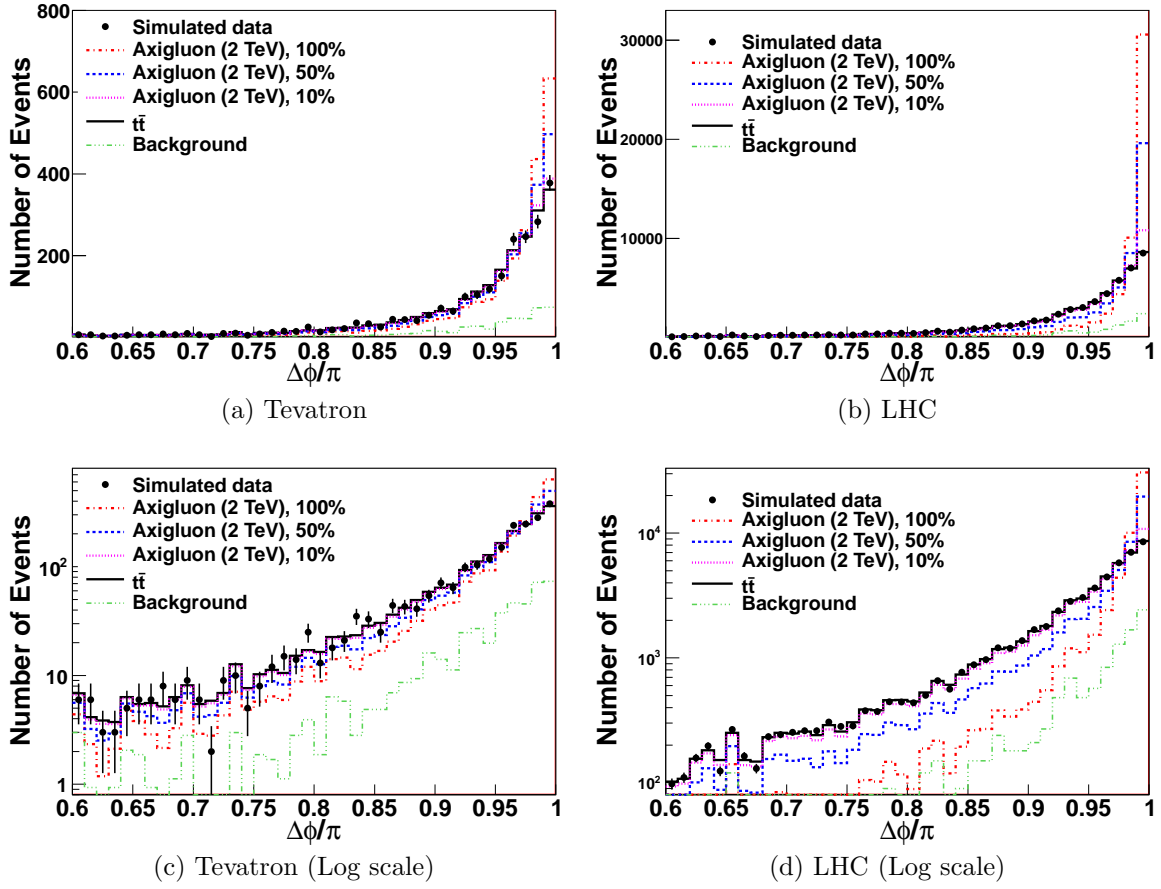 Number of Events
800
600
400
200
Simulated data
Axigluon (2 TeV), 100%
Axigluon (2 TeV), 50%
Axigluon (2 TeV), 10%
tt̄
Background
0.6 0.65 0.7 0.75 0.8 0.85 0.9 0.95 1
Δϕ/π
(a) Tevatron
Number of Events
30000
20000
10000
Simulated data
Axigluon (2 TeV), 100%
Axigluon (2 TeV), 50%
Axigluon (2 TeV), 10%
tt̄
Background
0.6 0.65 0.7 0.75 0.8 0.85 0.9 0.95 1
Δϕ/π
(b) LHC
Number of Events
10²
10
1
Simulated data
Axigluon (2 TeV), 100%
Axigluon (2 TeV), 50%
Axigluon (2 TeV), 10%
tt̄
Background
0.6 0.65 0.7 0.75 0.8 0.85 0.9 0.95 1
Δϕ/π
(c) Tevatron (Log scale)
Number of Events
10⁴
10³
10²
Simulated data
Axigluon (2 TeV), 100%
Axigluon (2 TeV), 50%
Axigluon (2 TeV), 10%
tt̄
Background
0.6 0.65 0.7 0.75 0.8 0.85 0.9 0.95 1
Δϕ/π
(d) LHC (Log scale)